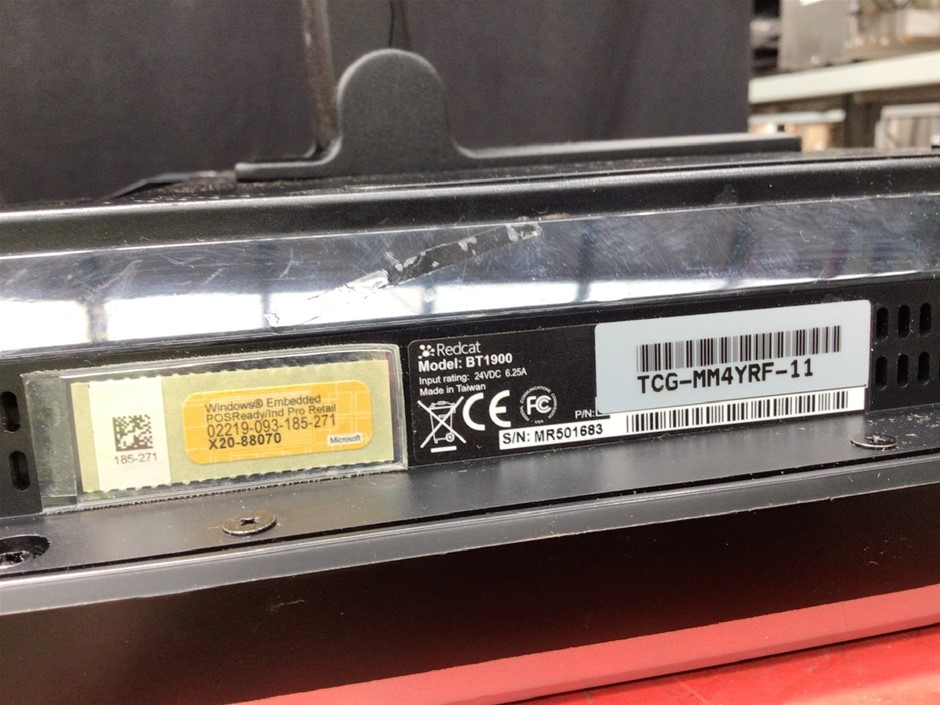 185-271
Windows® Embedded
POSReady/Ind Pro Retail
02219-093-185-271
X20-88070
Microsoft
Redcat
Model: BT1900
Input rating: 24VDC 6.25A
Made in Taiwan
CE
FC
P/N:
S/N: MR501683
TCG-MM4YRF-11